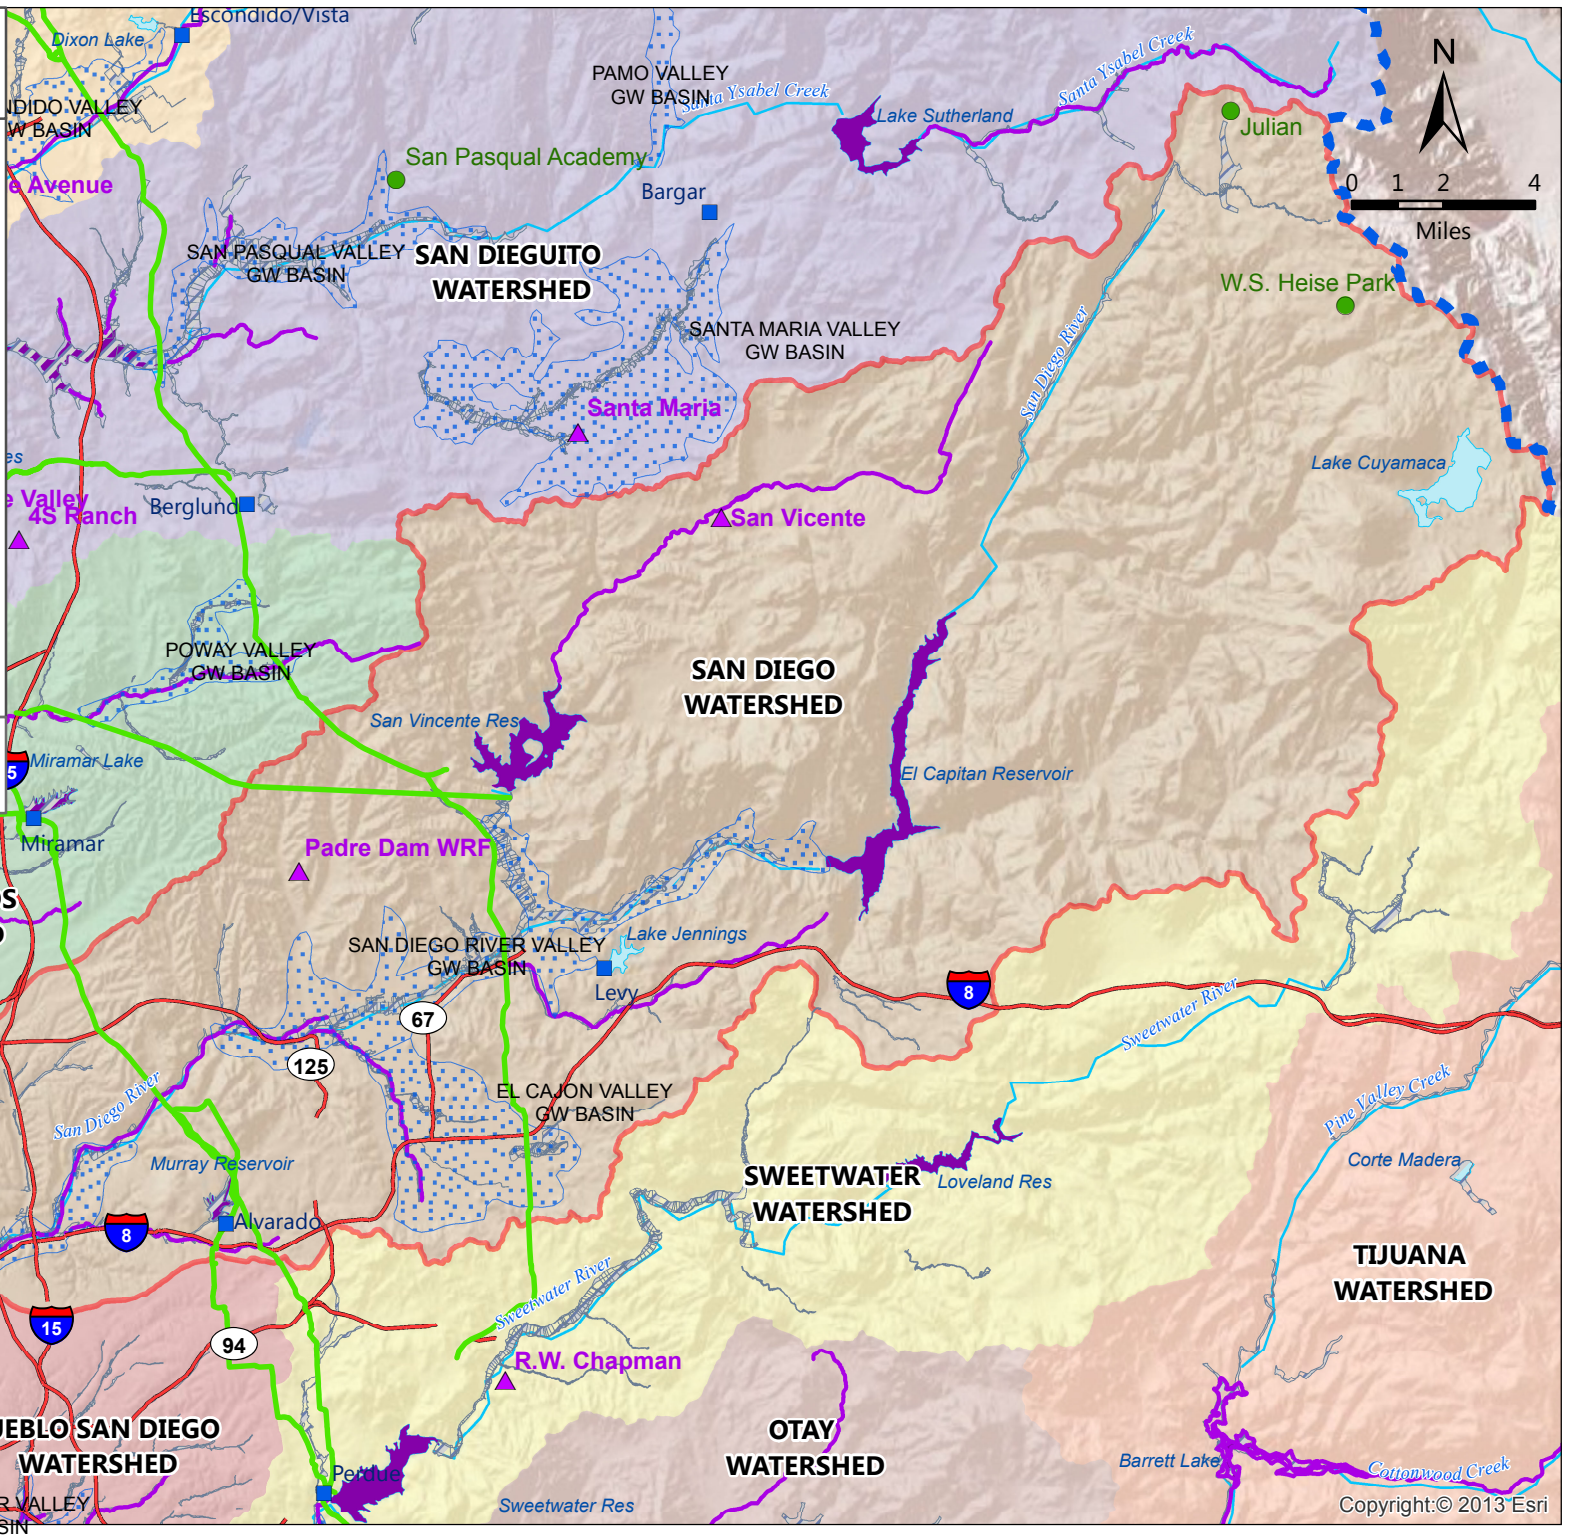 Escondido/Vista
Dixon Lake
PAMO VALLEY
GW BASIN
Santa Ysabel Creek
Santa Ysabel Creek
Lake Sutherland
Julian
N
0 1 2 4
Miles
NDIDO VALLEY
W BASIN
e Avenue
San Pasqual Academy
Bargar
SAN PASQUAL VALLEY
GW BASIN
SAN DIEGUITO
WATERSHED
W.S. Heise Park
SANTA MARIA VALLEY
GW BASIN
San Diego River
Santa Maria
es
e Valley
4S Ranch
Berglund
San Vicente
Lake Cuyamaca
POWAY VALLEY
GW BASIN
SAN DIEGO
WATERSHED
San Vincente Res
5
Miramar Lake
El Capitan Reservoir
Miramar
Padre Dam WRF
OS
D
SAN DIEGO RIVER VALLEY
GW BASIN
Lake Jennings
Levy
8
67
125
Sweetwater River
EL CAJON VALLEY
GW BASIN
San Diego River
Pine Valley Creek
Murray Reservoir
Corte Madera
SWEETWATER
WATERSHED
Loveland Res
Alvarado
8
TIJUANA
WATERSHED
Sweetwater River
15
94
R.W. Chapman
UEBLO SAN DIEGO
WATERSHED
OTAY
WATERSHED
Barrett Lake
Cottonwood Creek
Perdue
Sweetwater Res
R VALLEY
SIN
Copyright:© 2013 Esri